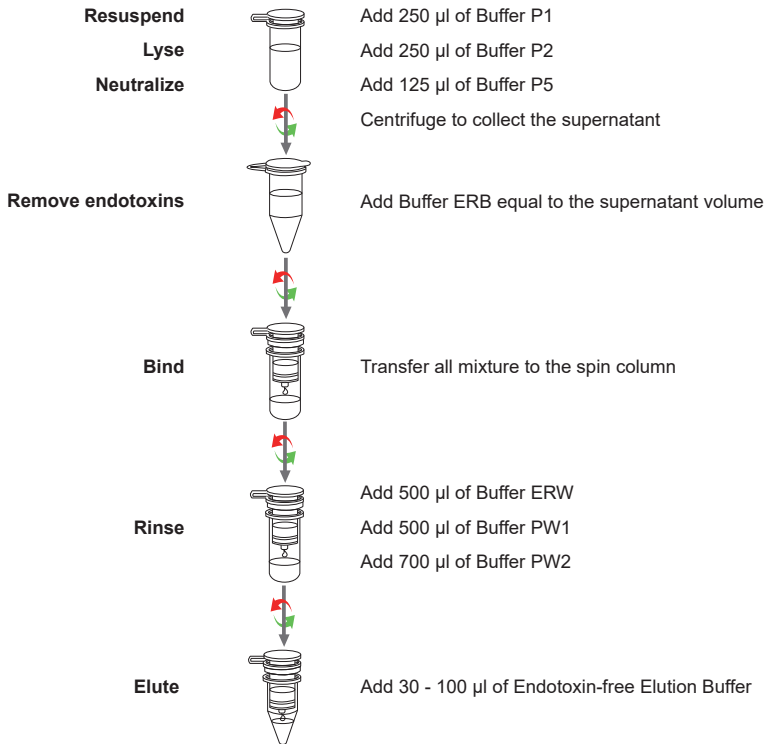 Resuspend Add 250 µl of Buffer P1
Lyse Add 250 µl of Buffer P2
Neutralize Add 125 µl of Buffer P5
Centrifuge to collect the supernatant
Remove endotoxins Add Buffer ERB equal to the supernatant volume
Bind Transfer all mixture to the spin column
Add 500 µl of Buffer ERW
Rinse Add 500 µl of Buffer PW1
Add 700 µl of Buffer PW2
Elute Add 30 - 100 µl of Endotoxin-free Elution Buffer